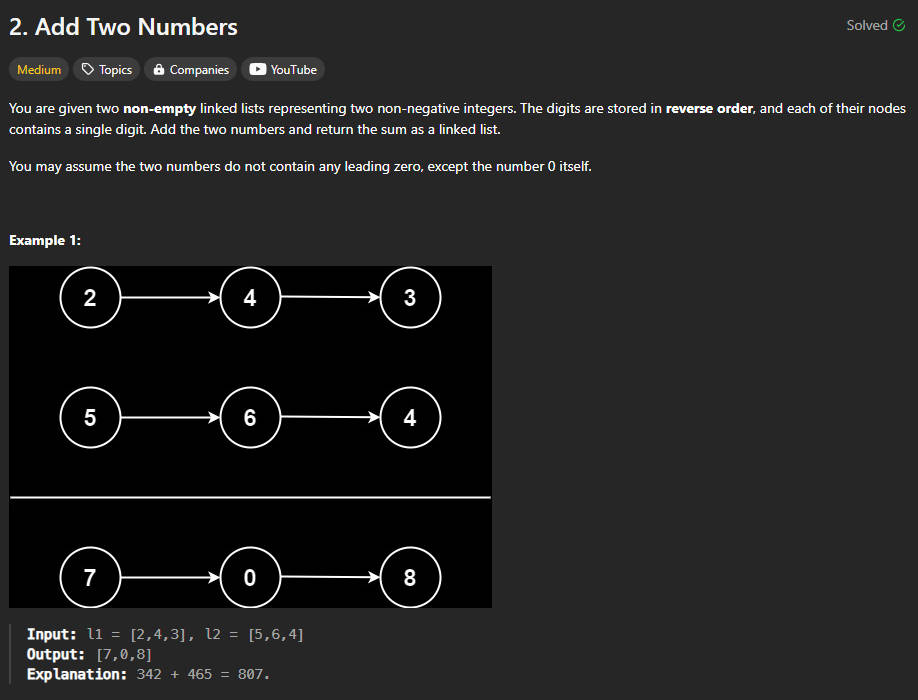 2. Add Two Numbers
Solved
Medium Topics Companies YouTube
You are given two non-empty linked lists representing two non-negative integers. The digits are stored in reverse order, and each of their nodes
contains a single digit. Add the two numbers and return the sum as a linked list.
You may assume the two numbers do not contain any leading zero, except the number 0 itself.
Example 1:
2 4 3
5 6 4
7 0 8
Input: l1 = [2,4,3], l2 = [5,6,4]
Output: [7,0,8]
Explanation: 342 + 465 = 807.